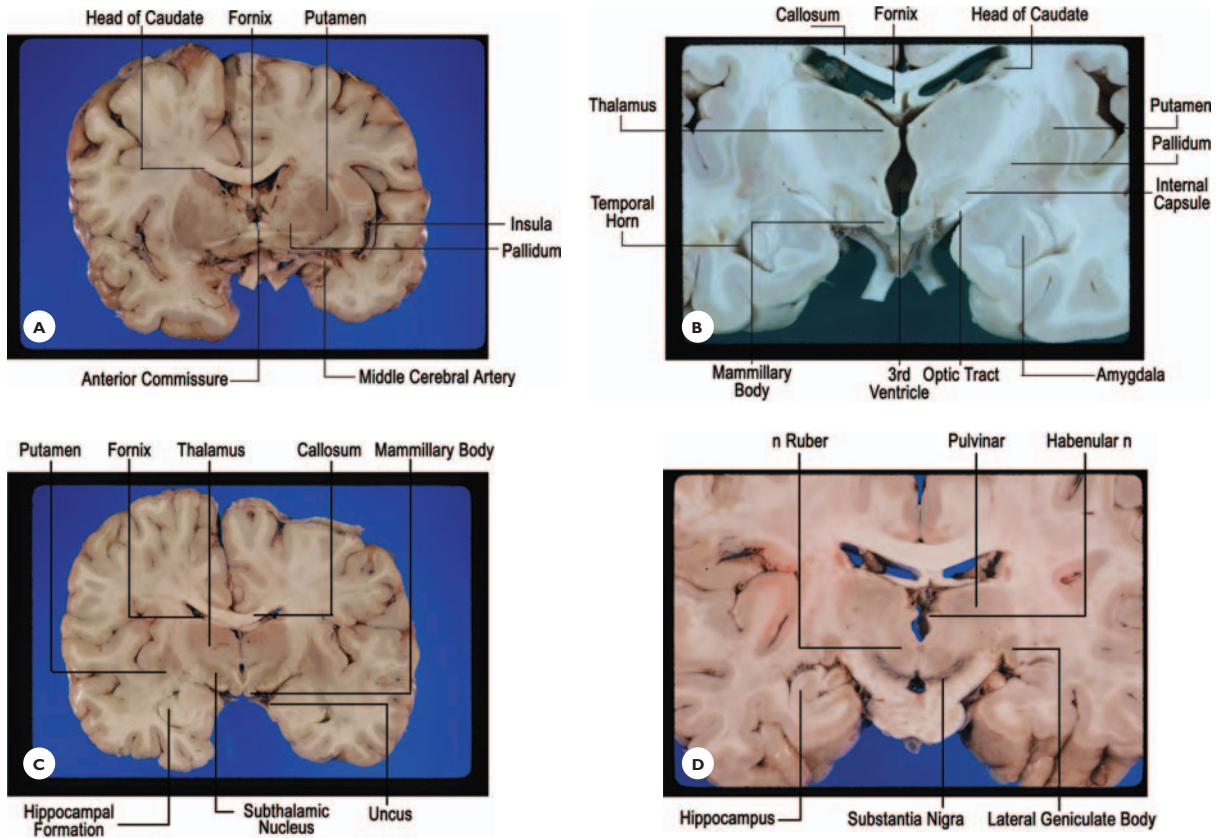 Head of Caudate Fornix Putamen
Insula
Pallidum
A
Anterior Commissure Middle Cerebral Artery
Callosum Fornix Head of Caudate
Thalamus
Putamen
Pallidum
Temporal
Horn
Internal
Capsule
B
Mammillary
Body
3rd
Ventricle
Optic Tract
Amygdala
Putamen Fornix Thalamus Callosum Mammillary Body
C
Hippocampal
Formation
Subthalamic
Nucleus
Uncus
n Ruber Pulvinar Habenular n
D
Hippocampus Substantia Nigra Lateral Geniculate Body